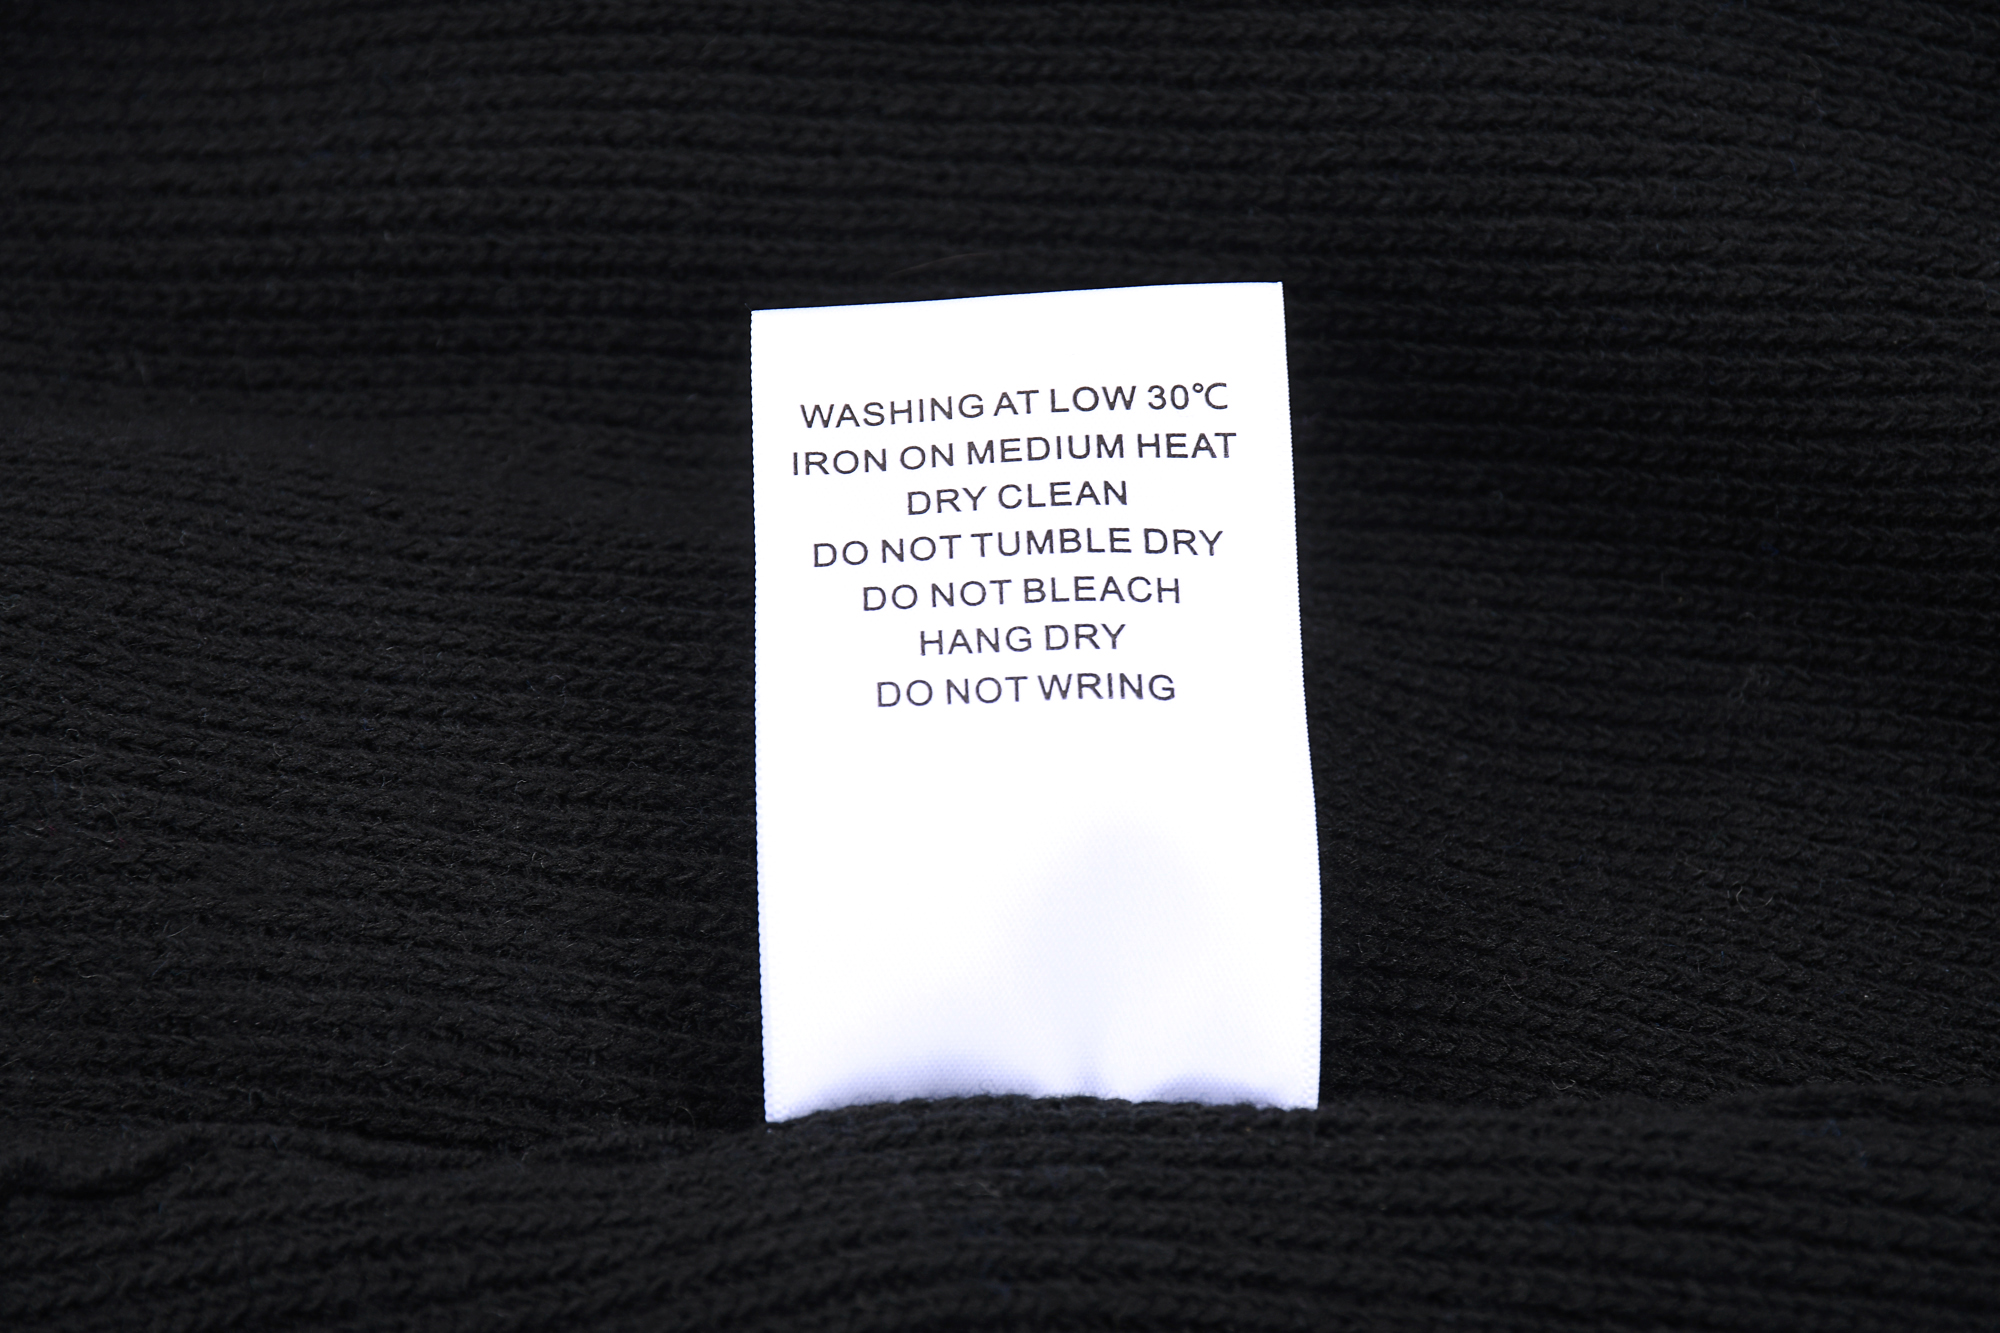 WASHING AT LOW 30℃
IRON ON MEDIUM HEAT
DRY CLEAN
DO NOT TUMBLE DRY
DO NOT BLEACH
HANG DRY
DO NOT WRING